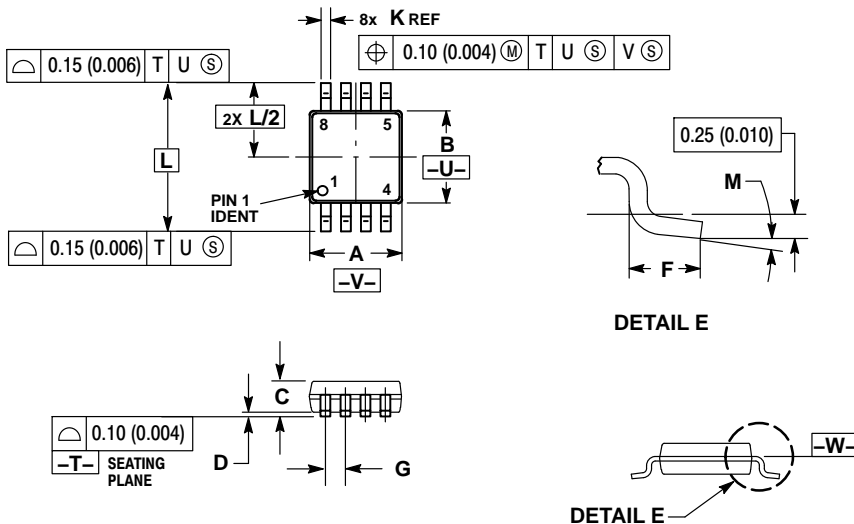 8x K REF
⌖ 0.10 (0.004) Ⓜ T U Ⓢ V Ⓢ
⌓ 0.15 (0.006) T U Ⓢ
2X L/2
8 5
B
–U–
L
PIN 1
IDENT
1
4
⌓ 0.15 (0.006) T U Ⓢ
A
–V–
0.25 (0.010)
M
F
DETAIL E
C
⌓ 0.10 (0.004)
–T– SEATING
PLANE
D
G
–W–
DETAIL E